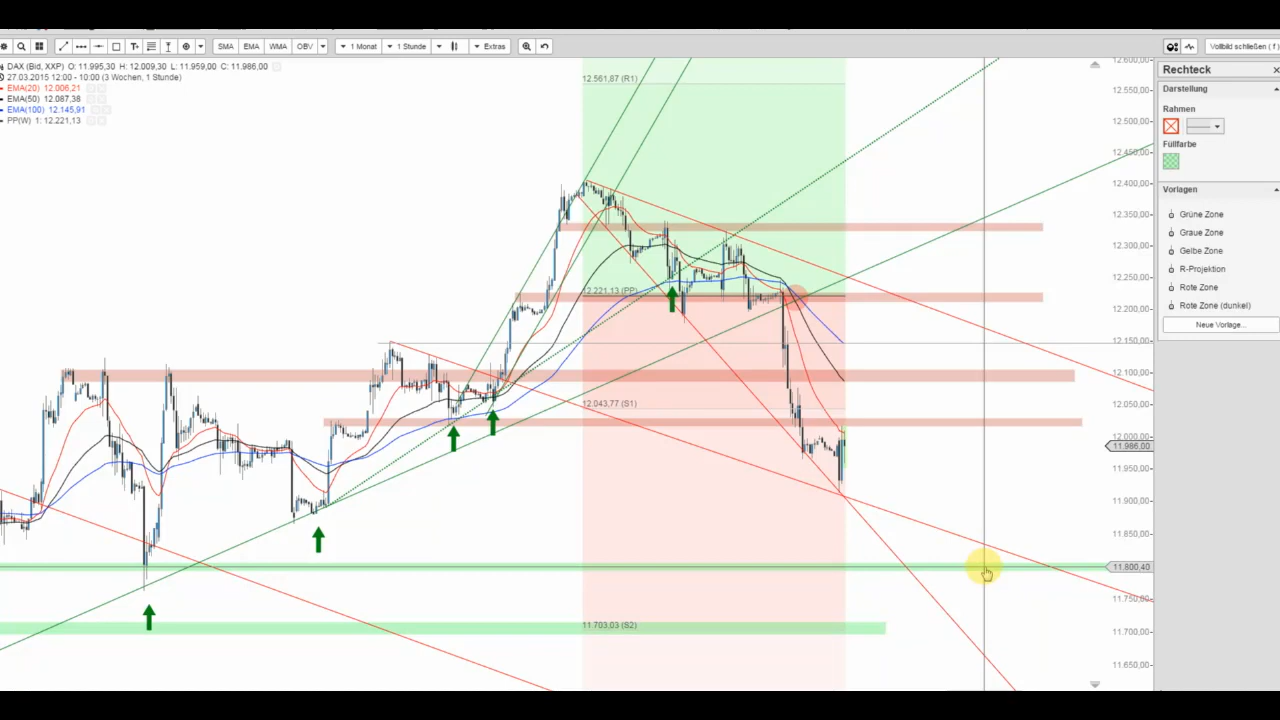 SMA EMA WMA OBV 1 Monat 1 Stunde Extras Vollbild schließen ( f )
DAX (Bid, XXP) O: 11.995,30 H: 12.009,30 L: 11.959,00 C: 11.986,00
27.03.2015 12:00 - 10:00 (3 Wochen, 1 Stunde)
EMA(20) 12.006,21
EMA(50) 12.087,38
EMA(100) 12.145,91
PP(W) 1: 12.221,13
12.561,87 (R1)
12.221,13 (PP)
12.043,77 (S1)
11.703,03 (S2)
12.600,00
12.550,00
12.500,00
12.450,00
12.400,00
12.350,00
12.300,00
12.250,00
12.200,00
12.150,00
12.100,00
12.050,00
12.000,00
11.986,00
11.950,00
11.900,00
11.850,00
11.800,40
11.750,00
11.700,00
11.650,00
Rechteck
Darstellung
Rahmen
Füllfarbe
Vorlagen
Grüne Zone
Graue Zone
Gelbe Zone
R-Projektion
Rote Zone
Rote Zone (dunkel)
Neue Vorlage...